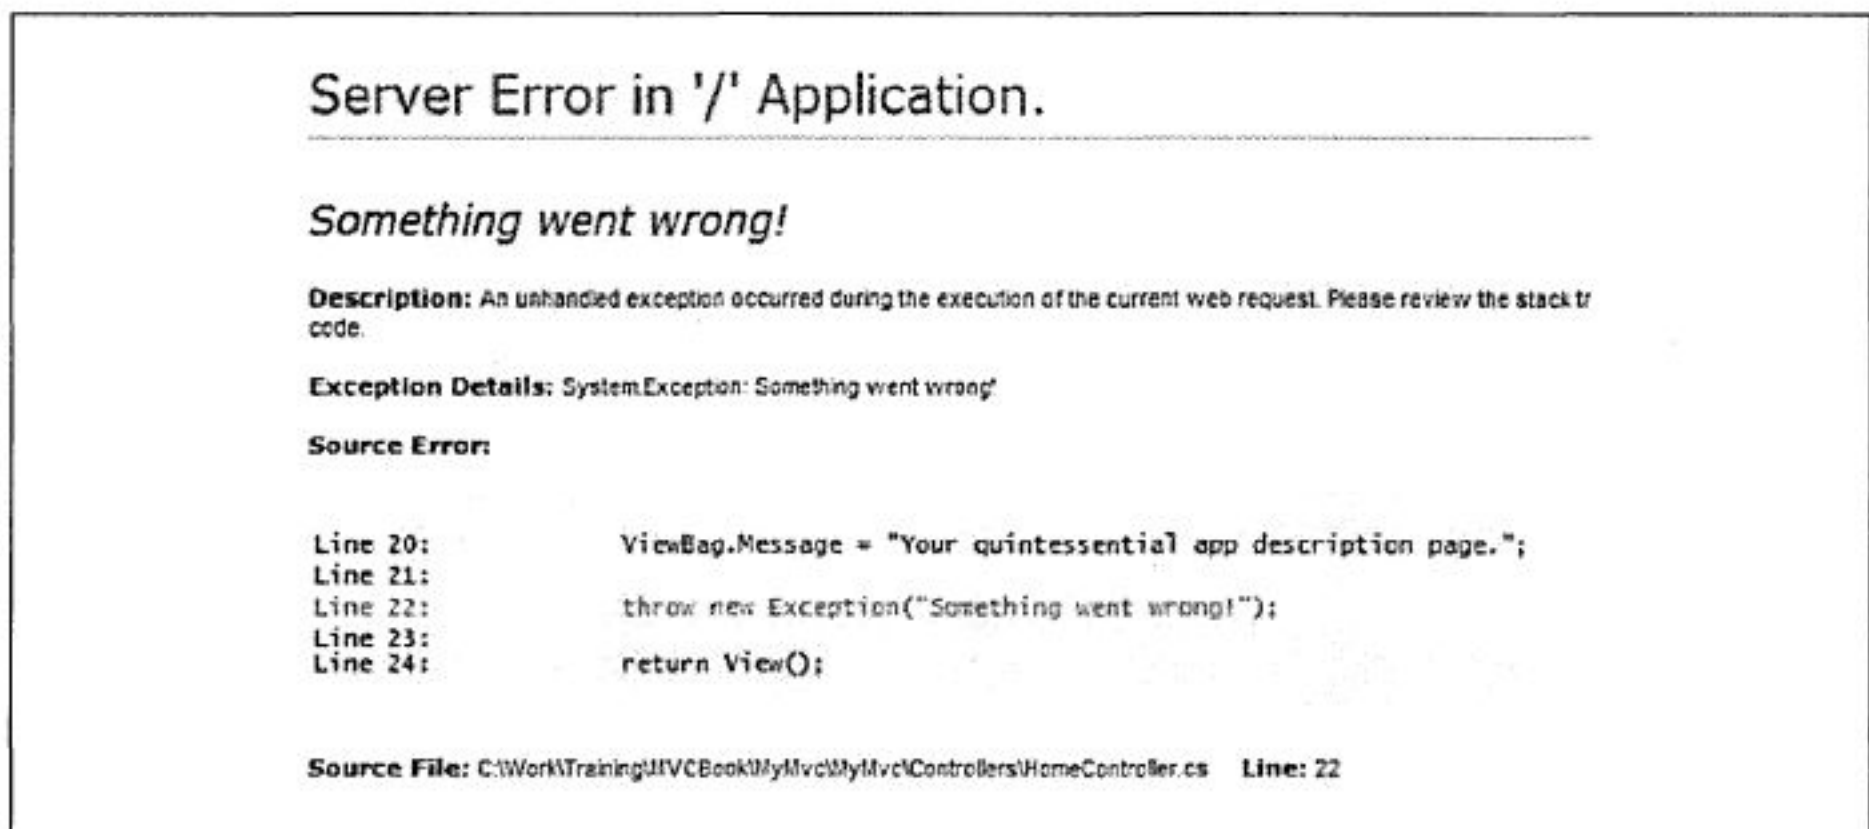 Server Error in '/' Application.
Something went wrong!
Description: An unhandled exception occurred during the execution of the current web request. Please review the stack tr
code.
Exception Details: System.Exception: Something went wrong!
Source Error:
Line 20: ViewBag.Message = "Your quintessential app description page.";
Line 21:
Line 22: throw new Exception("Something went wrong!");
Line 23:
Line 24: return View();
Source File: C:\Work\Training\MVCBook\MyMvc\MyMvc\Controllers\HomeController.cs Line: 22